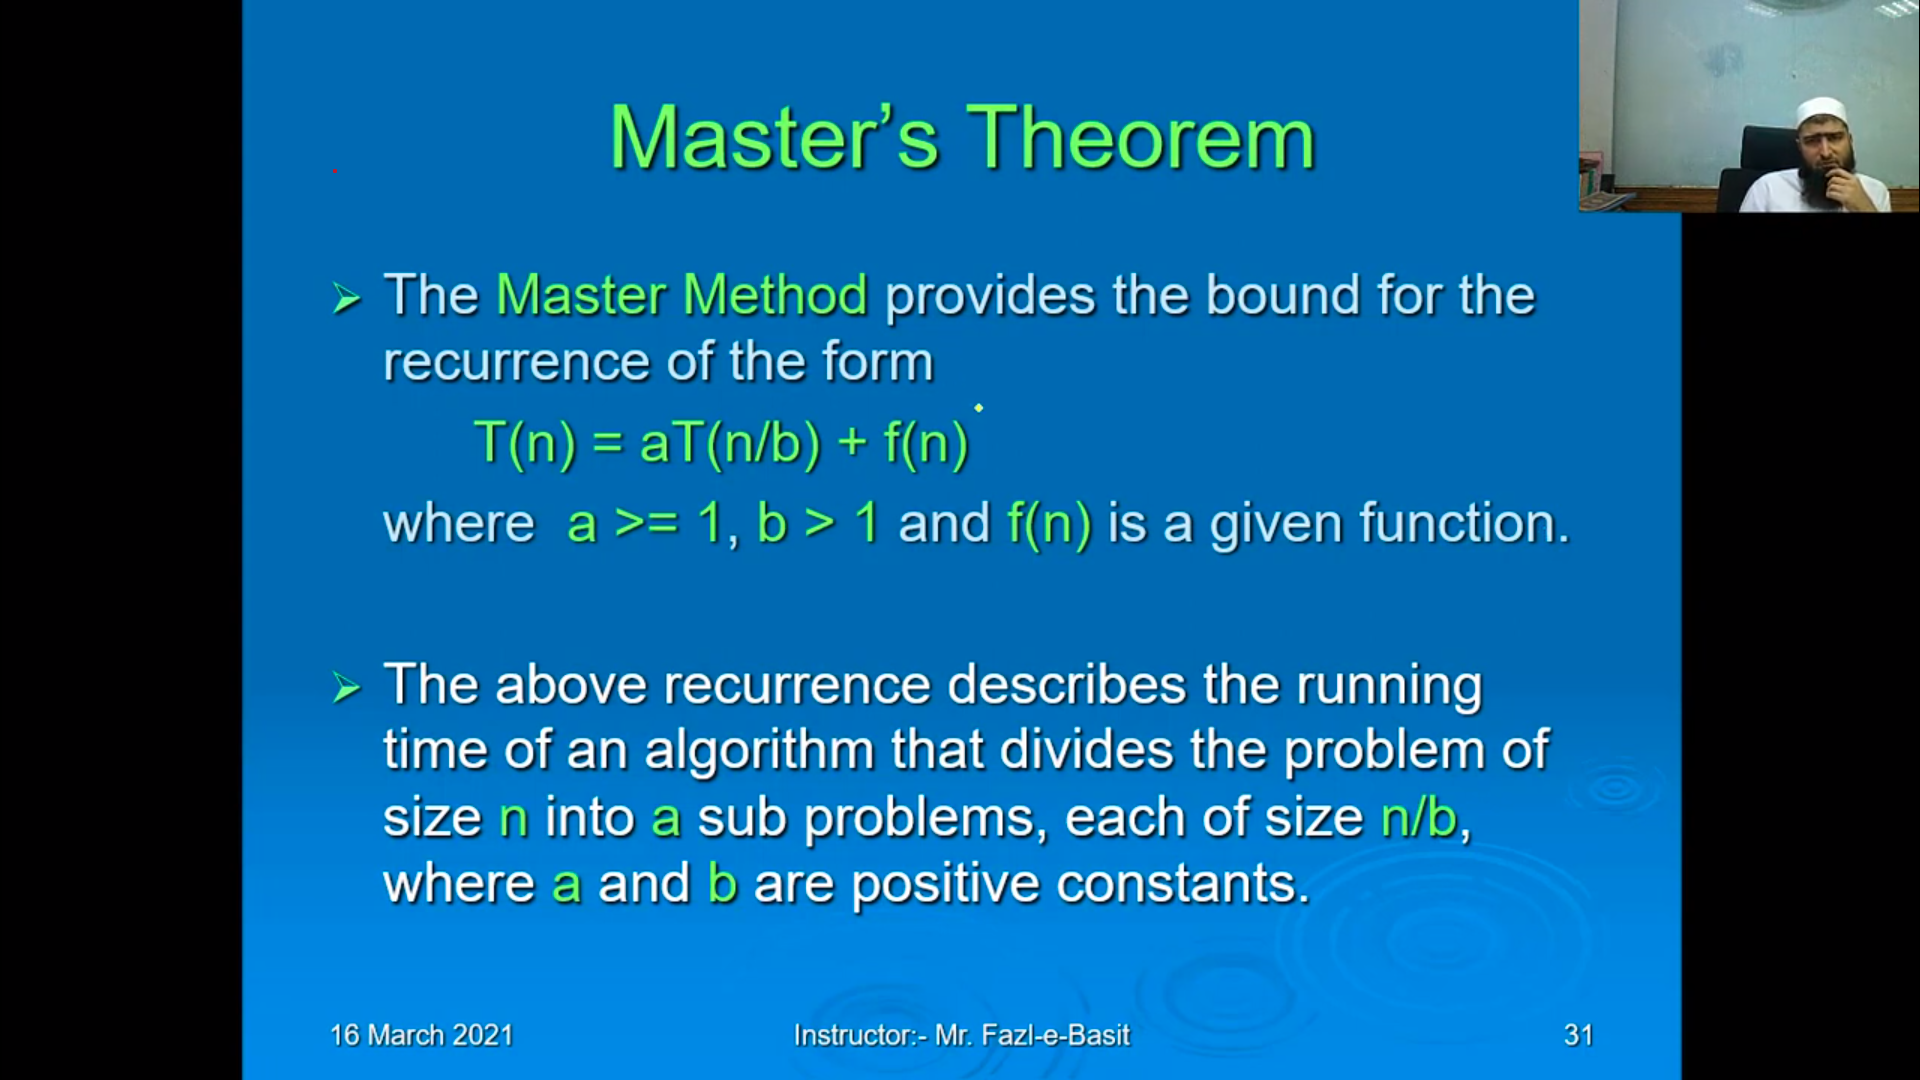 Master’s Theorem
The Master Method provides the bound for the
recurrence of the form
T(n) = aT(n/b) + f(n)
where a >= 1, b > 1 and f(n) is a given function.
The above recurrence describes the running
time of an algorithm that divides the problem of
size n into a sub problems, each of size n/b,
where a and b are positive constants.
16 March 2021
Instructor:- Mr. Fazl-e-Basit
31